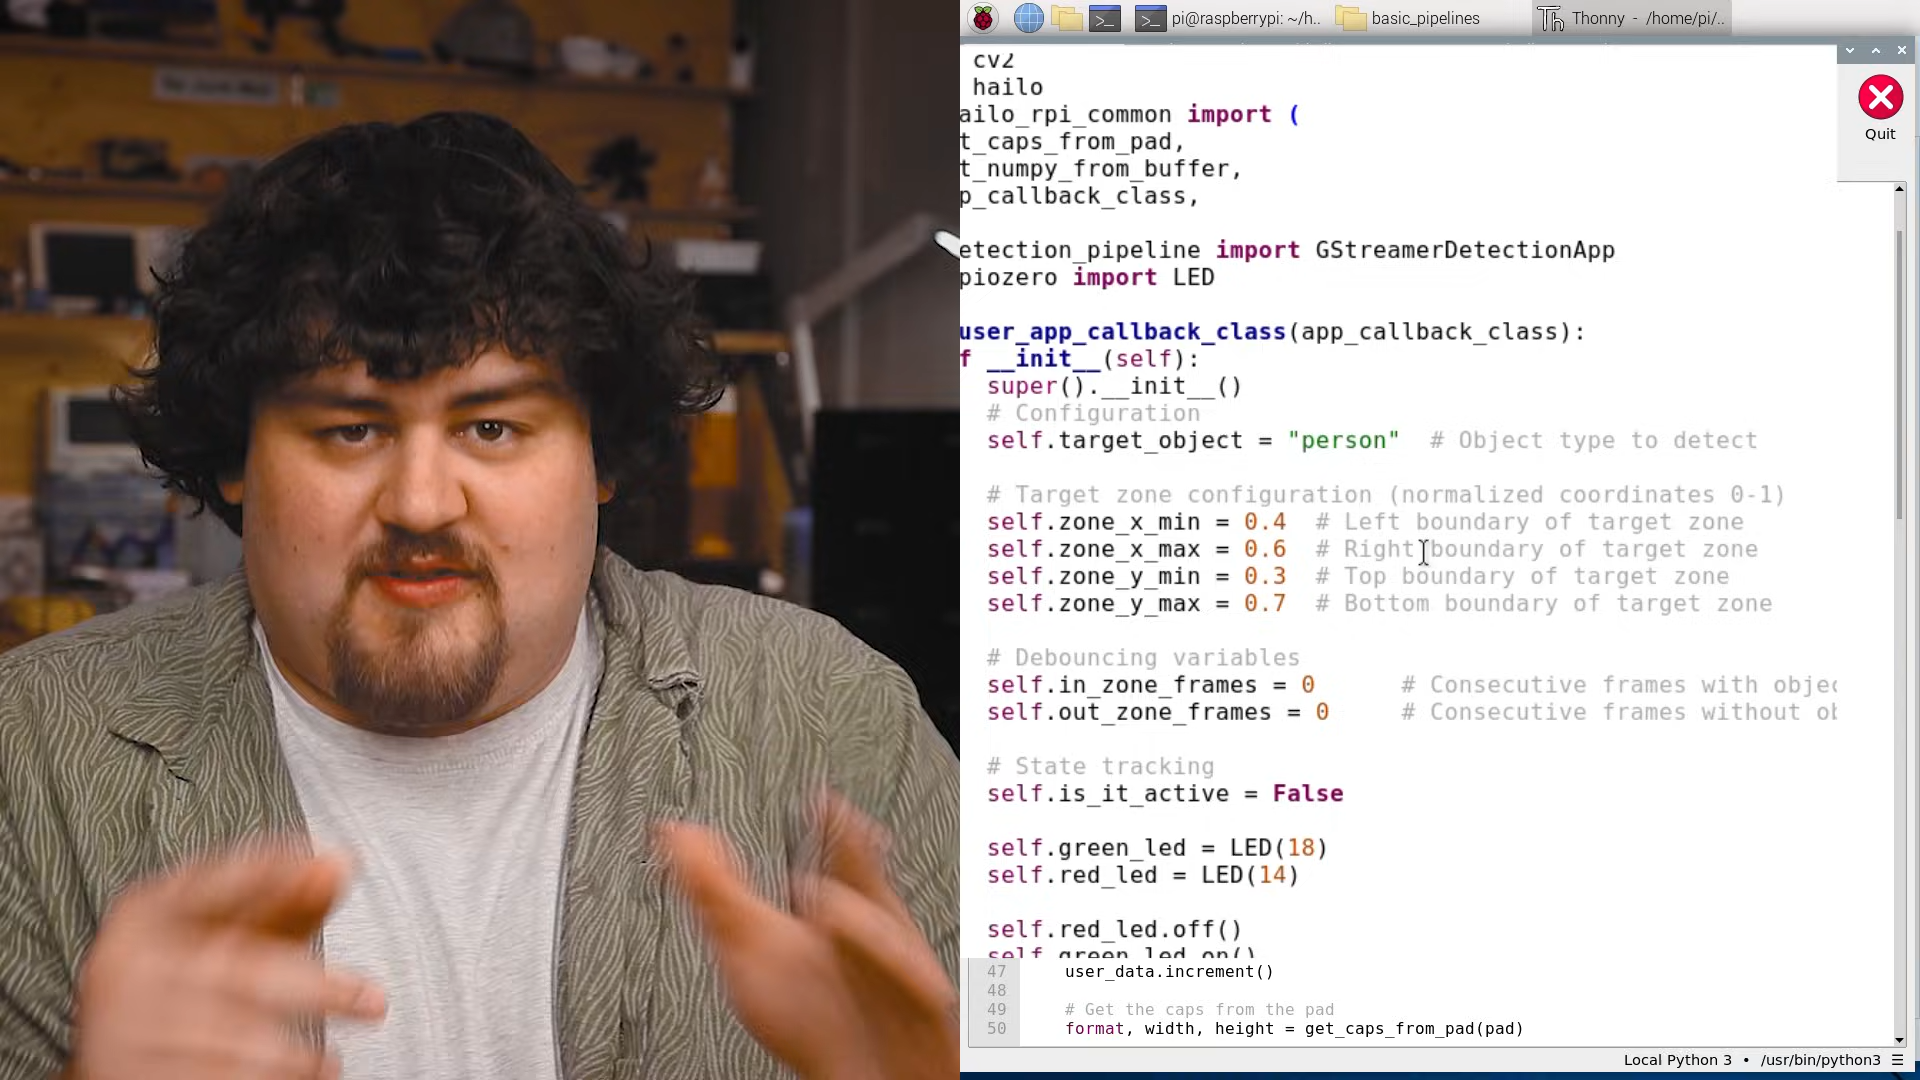 pi@raspberrypi: ~/h..
basic_pipelines
Thonny - /home/pi/..
cv2
hailo
ailo_rpi_common import (
t_caps_from_pad,
t_numpy_from_buffer,
p_callback_class,
etection_pipeline import GStreamerDetectionApp
piozero import LED
user_app_callback_class(app_callback_class):
f __init__(self):
super().__init__()
# Configuration
self.target_object = "person" # Object type to detect
# Target zone configuration (normalized coordinates 0-1)
self.zone_x_min = 0.4 # Left boundary of target zone
self.zone_x_max = 0.6 # Right boundary of target zone
self.zone_y_min = 0.3 # Top boundary of target zone
self.zone_y_max = 0.7 # Bottom boundary of target zone
# Debouncing variables
self.in_zone_frames = 0 # Consecutive frames with objec
self.out_zone_frames = 0 # Consecutive frames without ob
# State tracking
self.is_it_active = False
self.green_led = LED(18)
self.red_led = LED(14)
self.red_led.off()
self.green_led.on()
47 user_data.increment()
48
49 # Get the caps from the pad
50 format, width, height = get_caps_from_pad(pad)
Quit
Local Python 3 • /usr/bin/python3 ☰